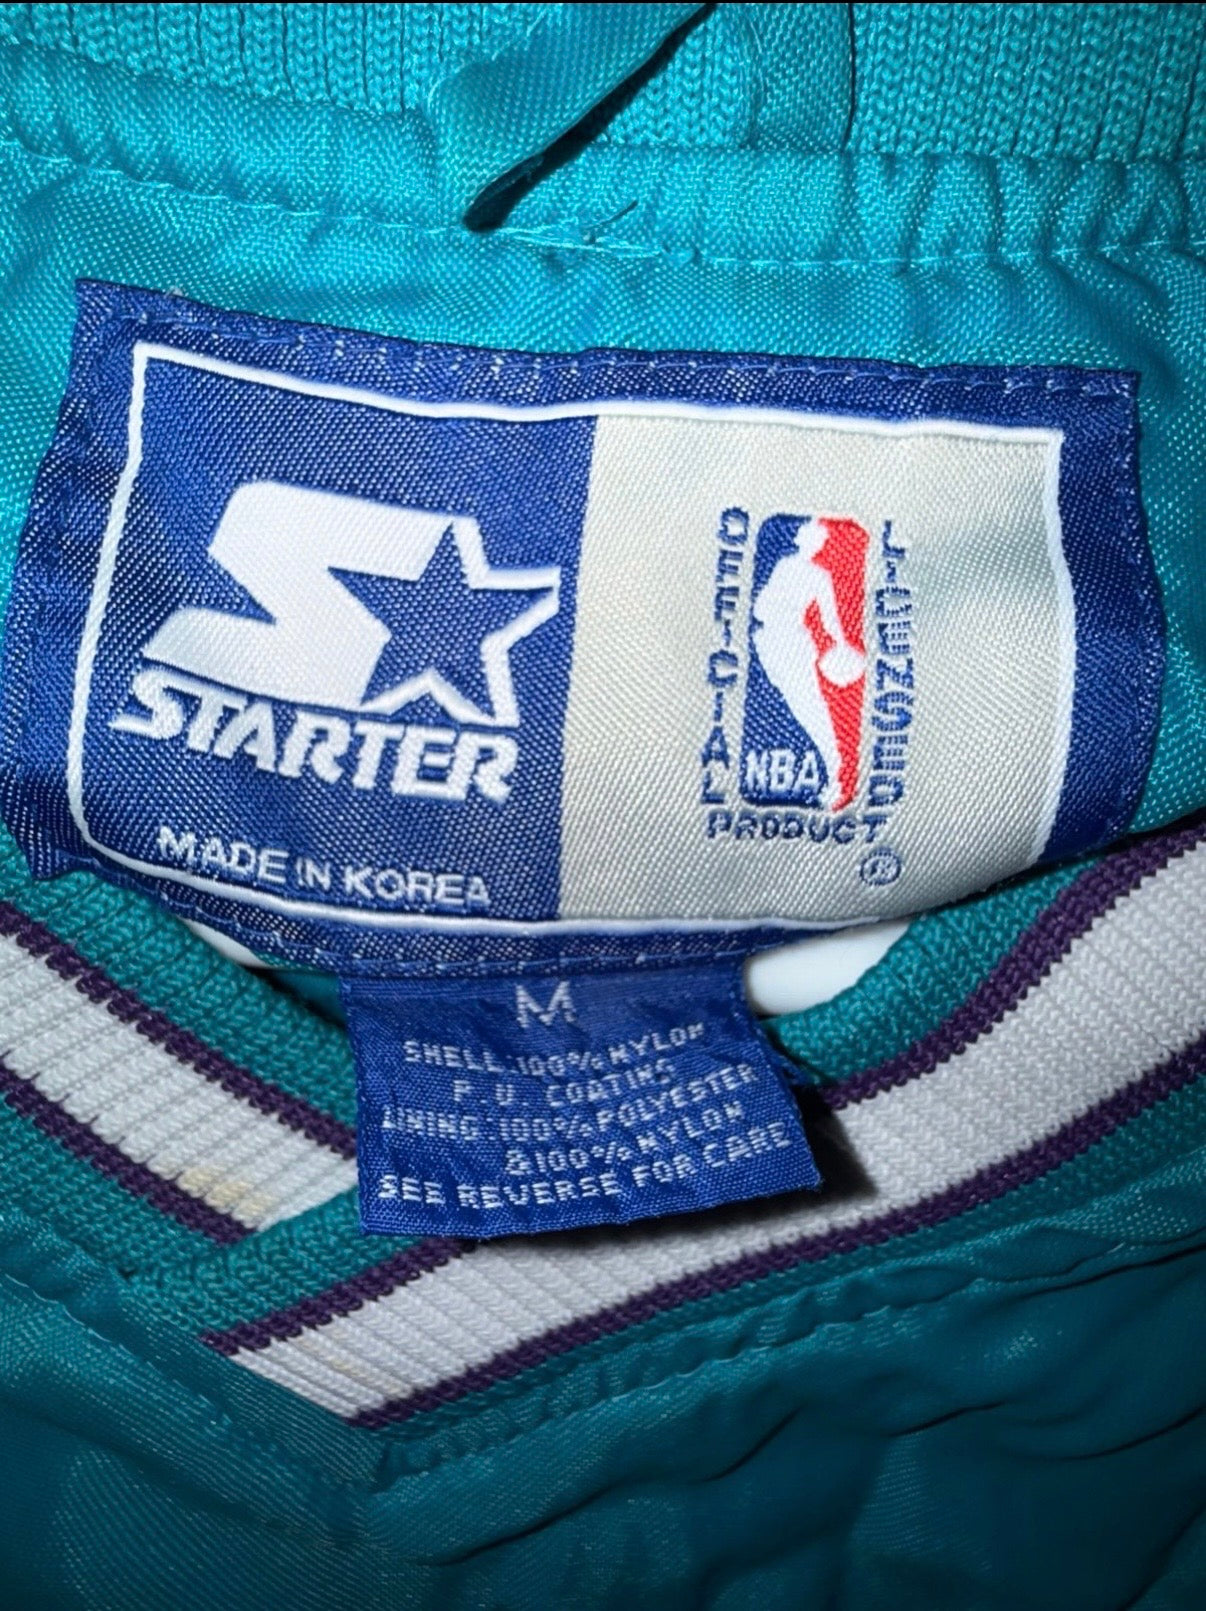 STARTER
MADE IN KOREA
OFFICIAL
LICENSED
NBA
PRODUCT
®
M
SHELL:100% NYLON
P.U. COATING
LINING:100% POLYESTER
&100% NYLON
SEE REVERSE FOR CARE